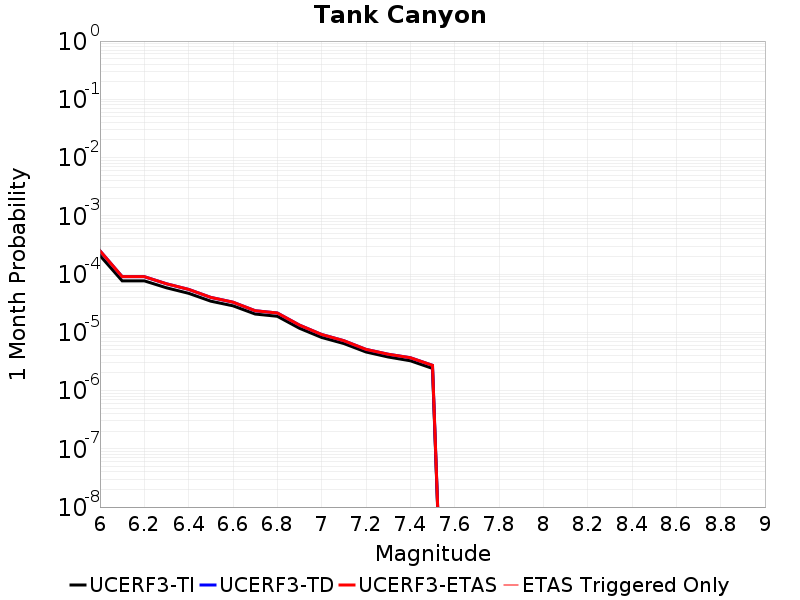 Tank Canyon
1 Month Probability
10^0
10^-1
10^-2
10^-3
10^-4
10^-5
10^-6
10^-7
10^-8
6 6.2 6.4 6.6 6.8 7 7.2 7.4 7.6 7.8 8 8.2 8.4 8.6 8.8 9
Magnitude
UCERF3-TI UCERF3-TD UCERF3-ETAS ETAS Triggered Only